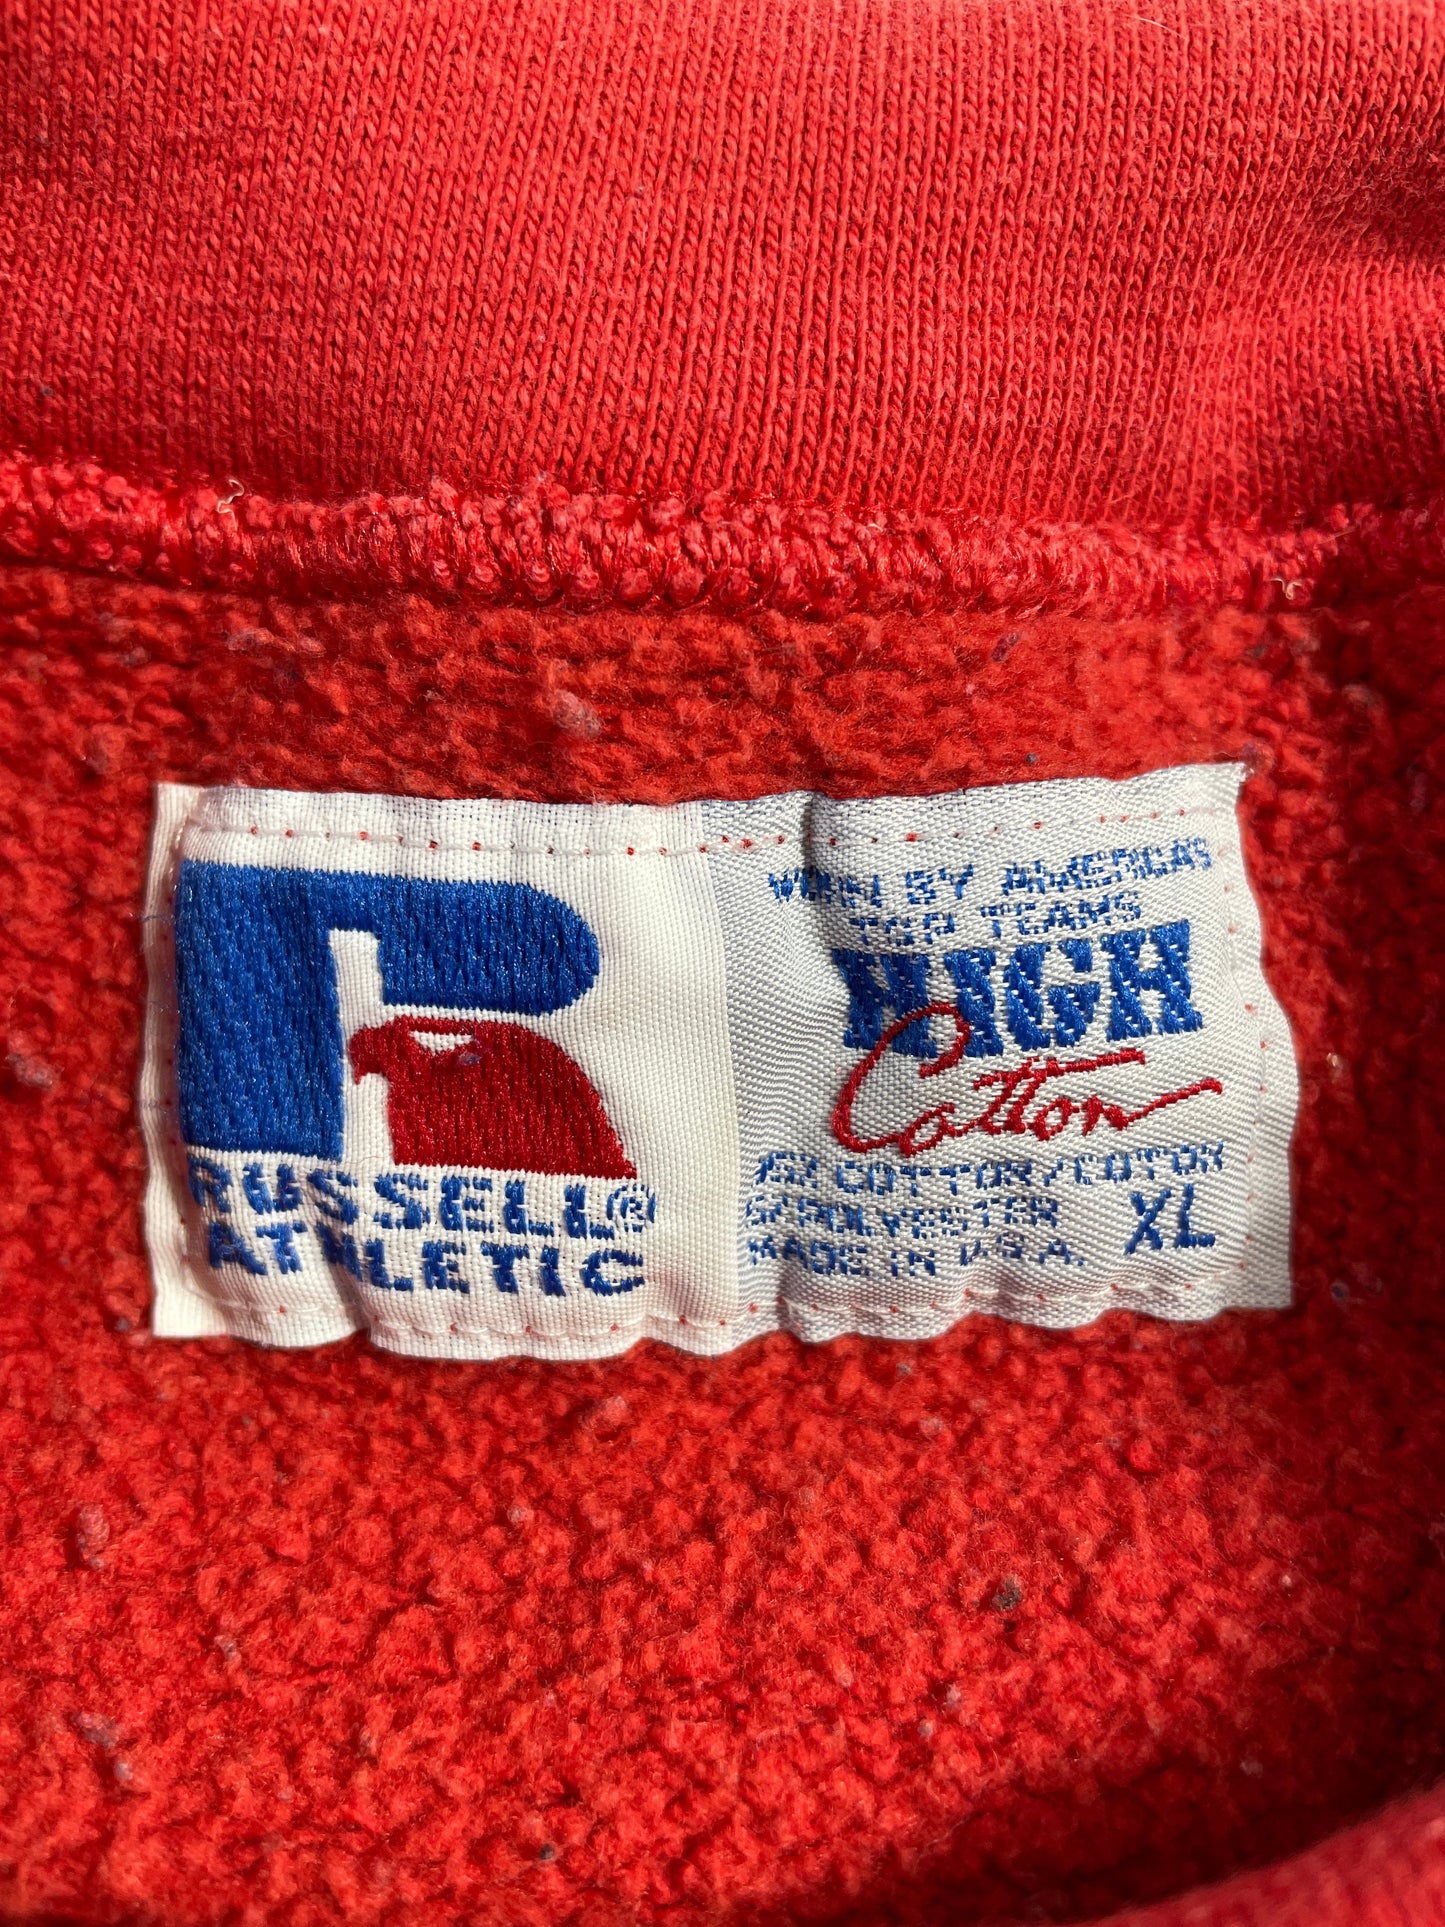 RUSSELL®
ATHLETIC
WORN BY AMERICA'S
TOP TEAMS
HIGH
Cotton
COTTON/COTON
POLYESTER
MADE IN U.S.A.
XL